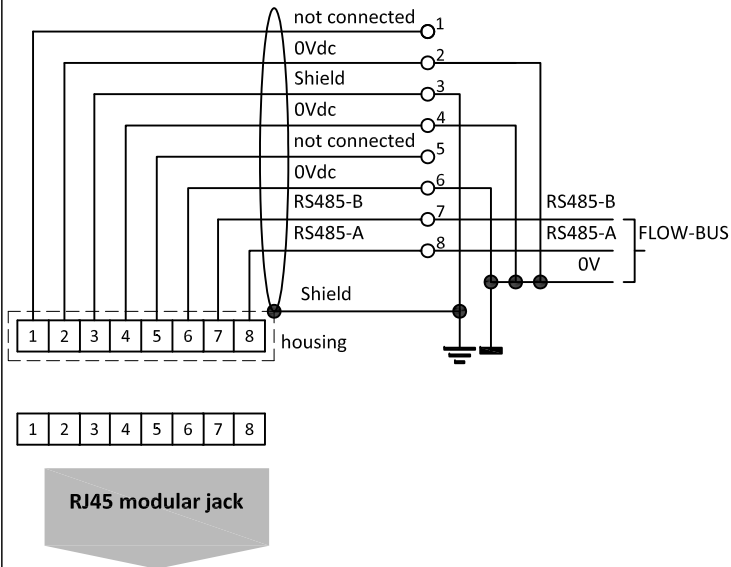 not connected 1
0Vdc 2
Shield 3
0Vdc 4
not connected 5
0Vdc 6
RS485-B 7 RS485-B
RS485-A 8 RS485-A FLOW-BUS
0V
Shield
1 2 3 4 5 6 7 8 housing
1 2 3 4 5 6 7 8
RJ45 modular jack